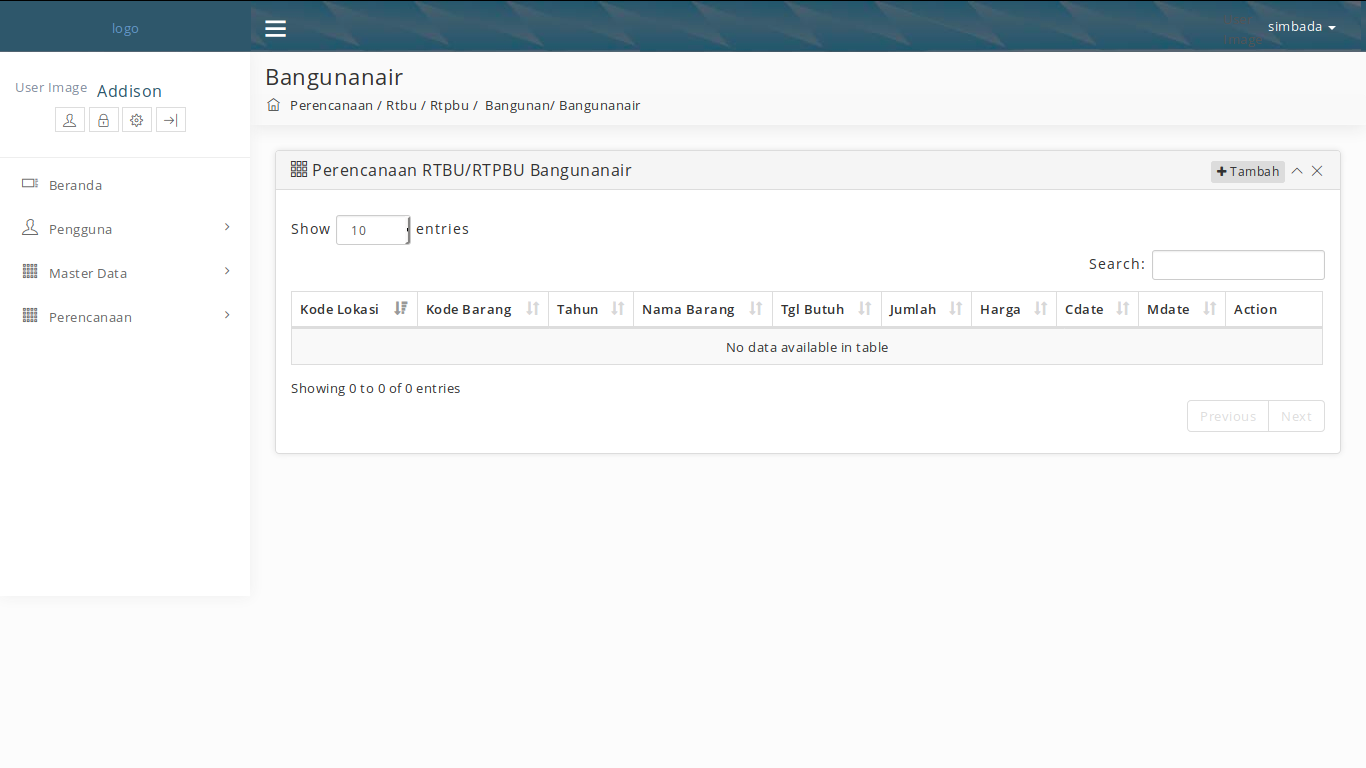 logo
simbada
User Image Addison
Bangunanair
Perencanaan / Rtbu / Rtpbu / Bangunan/ Bangunanair
Beranda
Pengguna
Master Data
Perencanaan
Perencanaan RTBU/RTPBU Bangunanair
Tambah
Show 10 entries
Search:
Kode Lokasi Kode Barang Tahun Nama Barang Tgl Butuh Jumlah Harga Cdate Mdate Action
No data available in table
Showing 0 to 0 of 0 entries
Previous Next